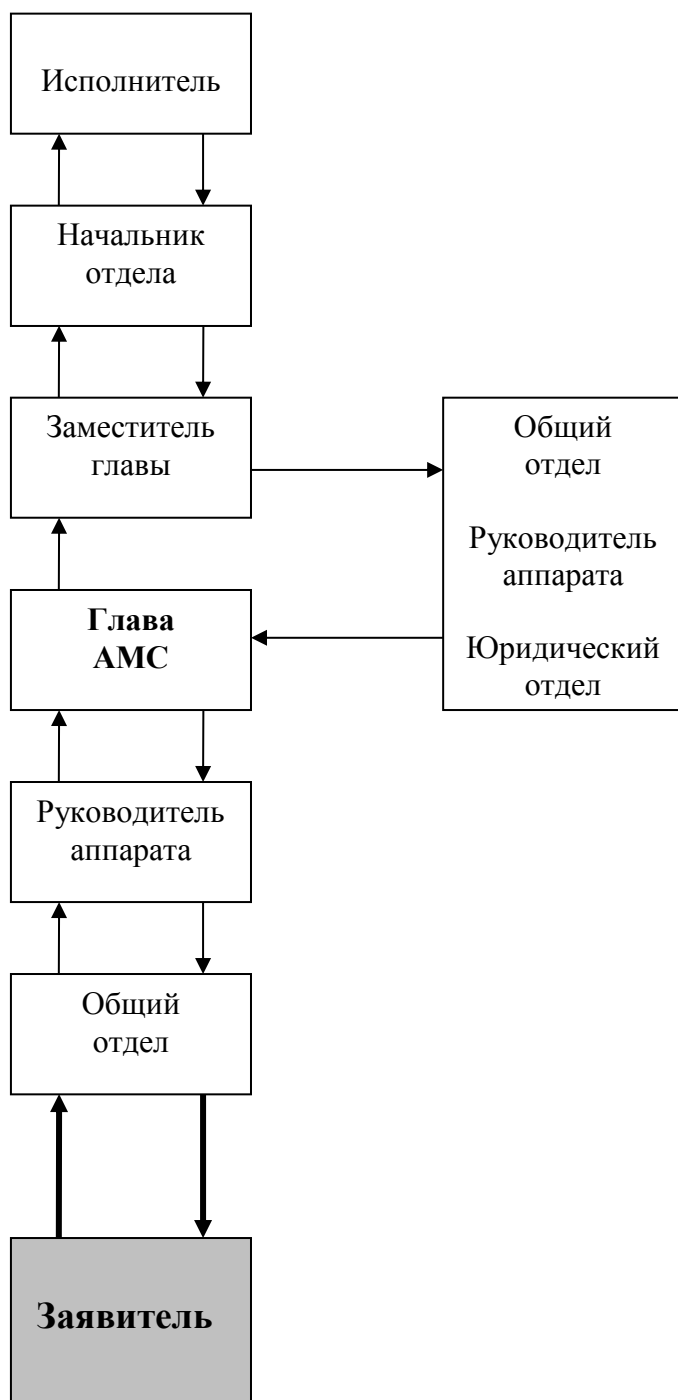 Исполнитель
Начальник
отдела
Заместитель
главы
Общий
отдел
Руководитель
аппарата
Юридический
отдел
Глава
АМС
Руководитель
аппарата
Общий
отдел
Заявитель